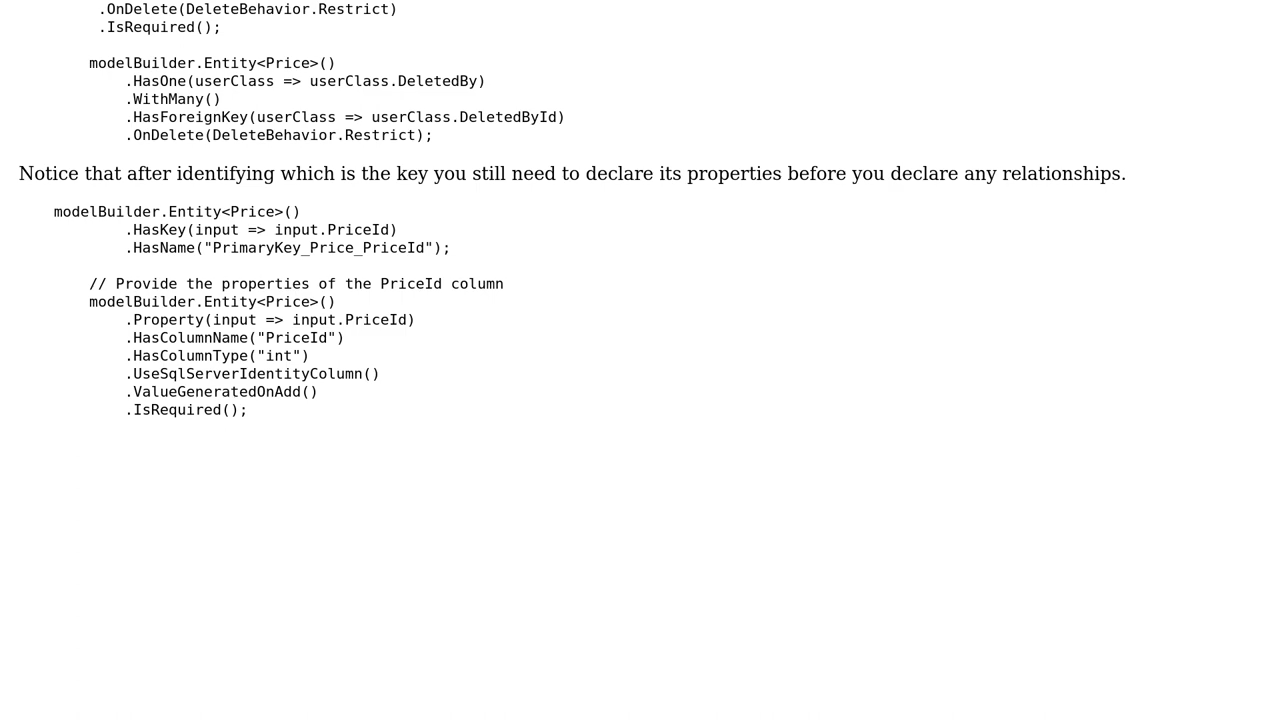 .OnDelete(DeleteBehavior.Restrict)
.IsRequired();
modelBuilder.Entity<Price>()
.HasOne(userClass => userClass.DeletedBy)
.WithMany()
.HasForeignKey(userClass => userClass.DeletedById)
.OnDelete(DeleteBehavior.Restrict);
Notice that after identifying which is the key you still need to declare its properties before you declare any relationships.
modelBuilder.Entity<Price>()
.HasKey(input => input.PriceId)
.HasName("PrimaryKey_Price_PriceId");
// Provide the properties of the PriceId column
modelBuilder.Entity<Price>()
.Property(input => input.PriceId)
.HasColumnName("PriceId")
.HasColumnType("int")
.UseSqlServerIdentityColumn()
.ValueGeneratedOnAdd()
.IsRequired();